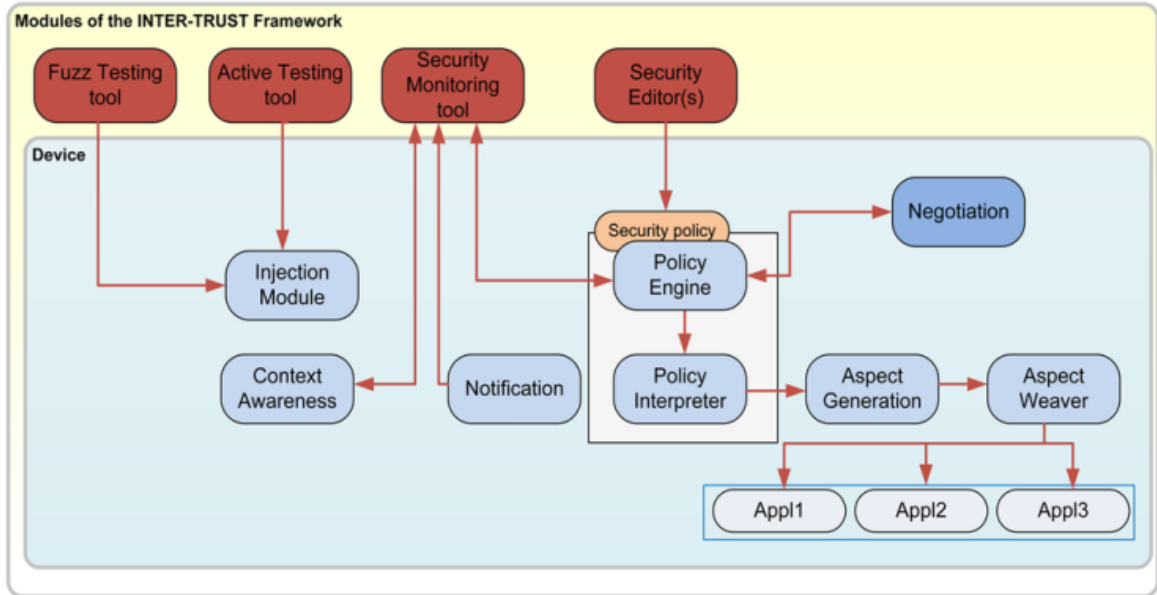 Modules of the INTER-TRUST Framework
Fuzz Testing
tool
Active Testing
tool
Security
Monitoring
tool
Security
Editor(s)
Device
Negotiation
Security policy
Policy
Engine
Injection
Module
Context
Awareness
Notification
Policy
Interpreter
Aspect
Generation
Aspect
Weaver
Appl1
Appl2
Appl3